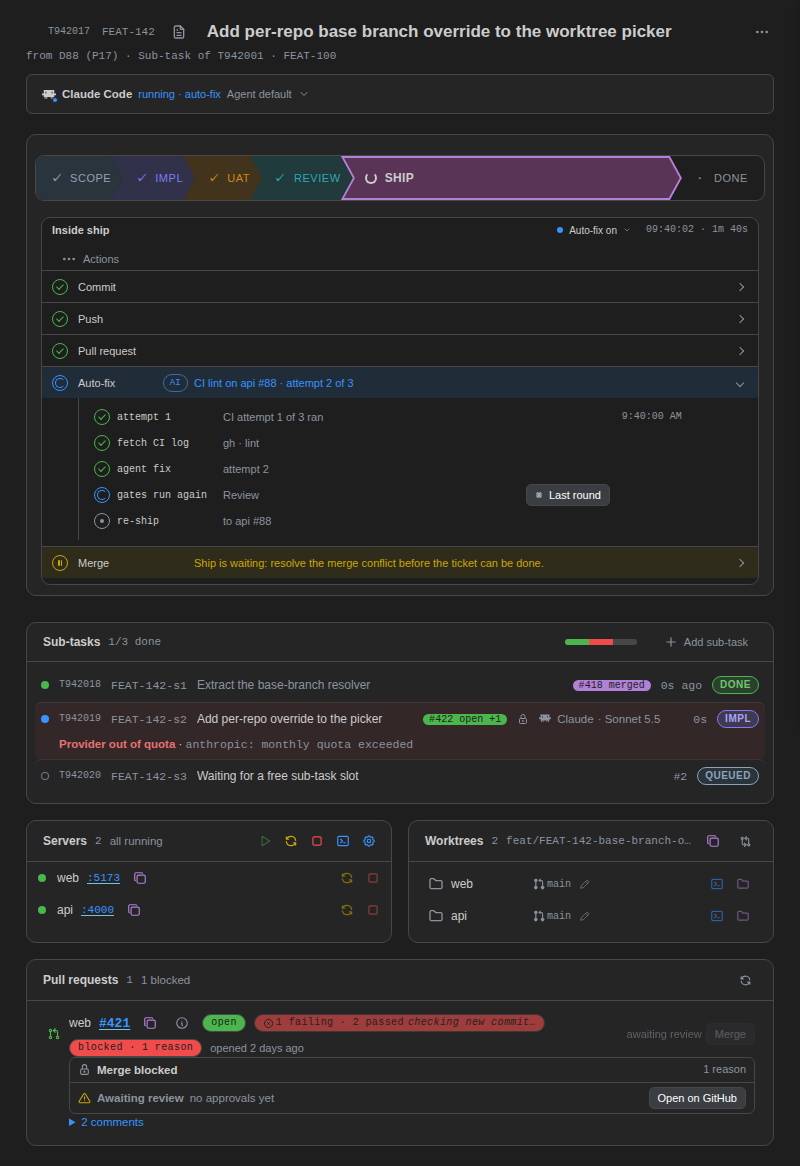 T942017 FEAT-142 Add per-repo base branch override to the worktree picker
from D88 (P17) · Sub-task of T942001 · FEAT-100
Claude Code running · auto-fix Agent default
SCOPE IMPL UAT REVIEW SHIP DONE
Inside ship Auto-fix on 09:40:02 · 1m 40s
Actions
Commit
Push
Pull request
Auto-fix AI CI lint on api #88 · attempt 2 of 3
attempt 1 CI attempt 1 of 3 ran 9:40:00 AM
fetch CI log gh · lint
agent fix attempt 2
gates run again Review Last round
re-ship to api #88
Merge Ship is waiting: resolve the merge conflict before the ticket can be done.
Sub-tasks 1/3 done Add sub-task
T942018 FEAT-142-s1 Extract the base-branch resolver #418 merged 0s ago DONE
T942019 FEAT-142-s2 Add per-repo override to the picker #422 open +1 Claude · Sonnet 5.5 0s IMPL
Provider out of quota · anthropic: monthly quota exceeded
T942020 FEAT-142-s3 Waiting for a free sub-task slot #2 QUEUED
Servers 2 all running
web :5173
api :4000
Worktrees 2 feat/FEAT-142-base-branch-o…
web main
api main
Pull requests 1 1 blocked
web #421 open 1 failing · 2 passed checking new commit…
awaiting review Merge
blocked · 1 reason opened 2 days ago
Merge blocked 1 reason
Awaiting review no approvals yet Open on GitHub
2 comments